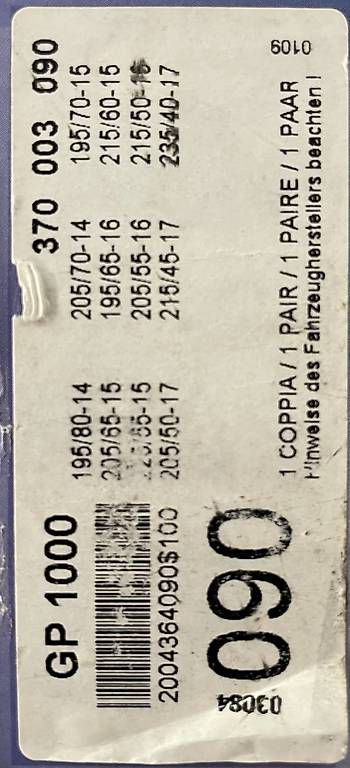 GP 1000 370 003 090
195/80-14 205/70-14 195/70-15
205/65-15 195/65-16 215/60-15
205/55-16 215/50-16
205/50-17 215/45-17 235/40-17
2004364090$100
090
03084
1 COPPIA / 1 PAIR / 1 PAIRE / 1 PAAR
Hinweise des Fahrzeugherstellers beachten !
0109